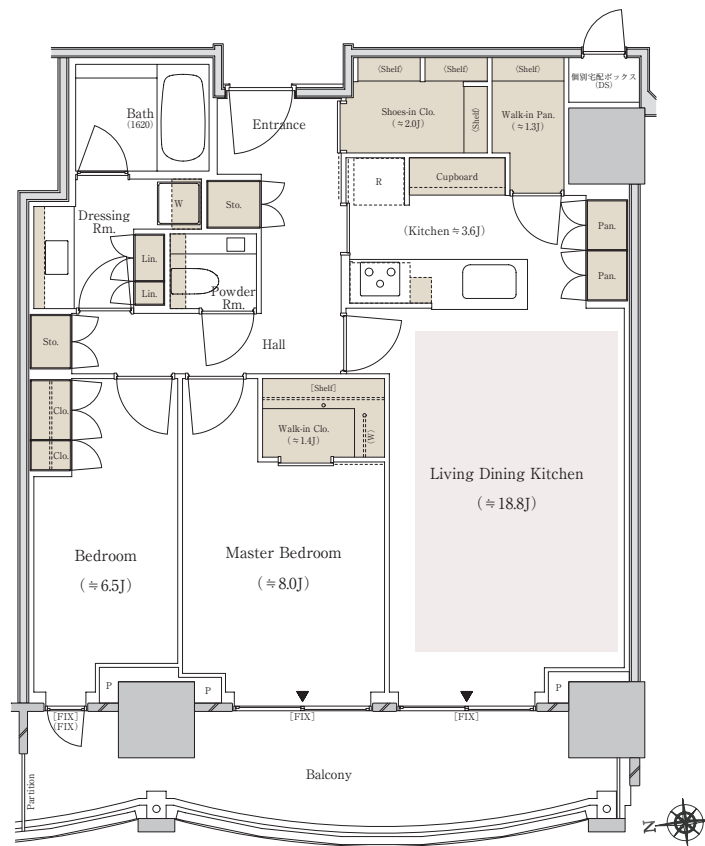 (Shelf)
(Shelf)
(Shelf)
個別宅配ボックス
(DS)
Bath
(1620)
Entrance
Shoes-in Clo.
(≒2.0J)
(Shelf)
Walk-in Pan.
(≒1.3J)
R
Cupboard
W
Sto.
Dressing
Rm.
(Kitchen≒3.6J)
Pan.
Lin.
Pan.
Lin.
Powder
Rm.
Sto.
Hall
[Shelf]
Clo.
Walk-in Clo.
(≒1.4J)
(W)
Clo.
Living Dining Kitchen
(≒18.8J)
Bedroom
(≒6.5J)
Master Bedroom
(≒8.0J)
P
P
P
[FIX]
(FIX)
[FIX]
[FIX]
Partition
Balcony
N